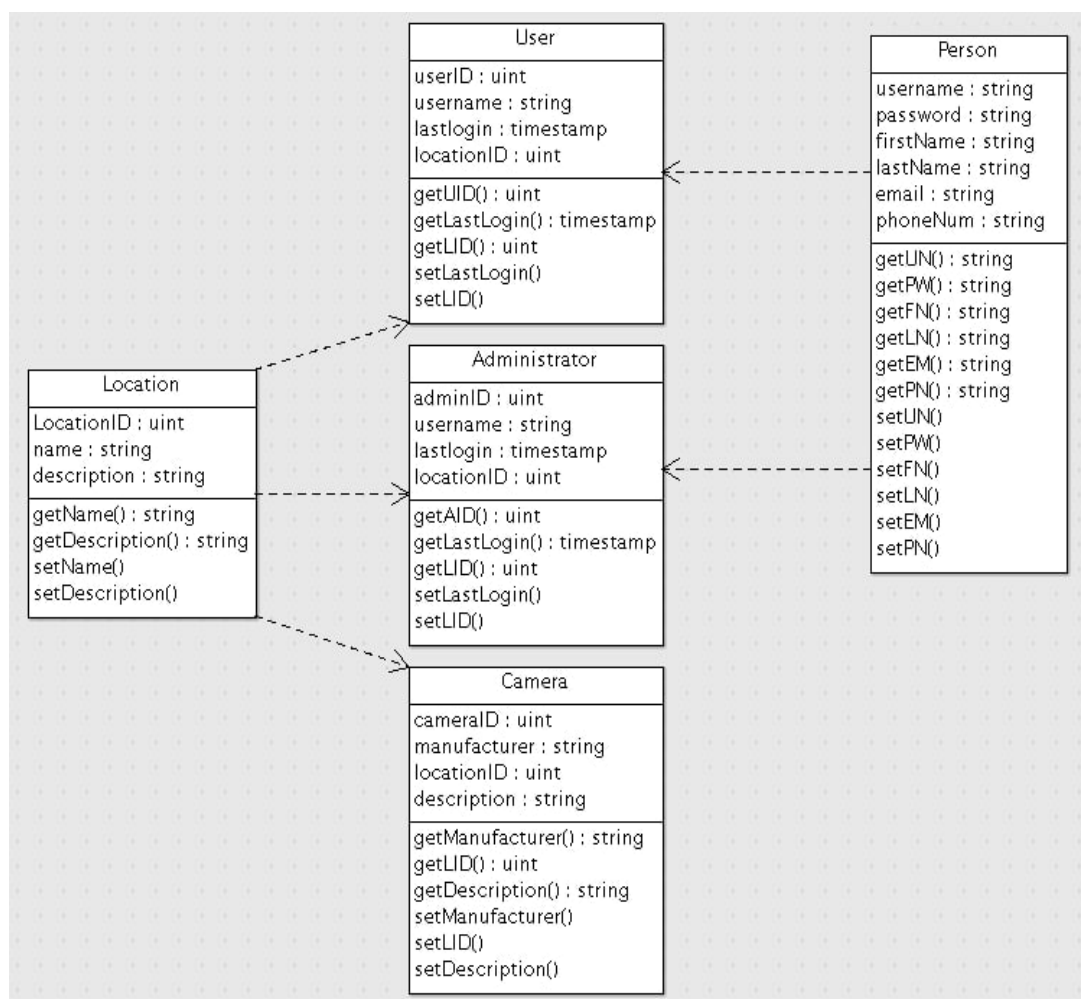 User
userID : uint
username : string
lastlogin : timestamp
locationID : uint
getUID() : uint
getLastLogin() : timestamp
getLID() : uint
setLastLogin()
setLID()
Person
username : string
password : string
firstName : string
lastName : string
email : string
phoneNum : string
getUN() : string
getPW() : string
getFN() : string
getLN() : string
getEM() : string
getPN() : string
setUN()
setPW()
setFN()
setLN()
setEM()
setPN()
Location
LocationID : uint
name : string
description : string
getName() : string
getDescription() : string
setName()
setDescription()
Administrator
adminID : uint
username : string
lastlogin : timestamp
locationID : uint
getAID() : uint
getLastLogin() : timestamp
getLID() : uint
setLastLogin()
setLID()
Camera
cameraID : uint
manufacturer : string
locationID : uint
description : string
getManufacturer() : string
getLID() : uint
getDescription() : string
setManufacturer()
setLID()
setDescription()